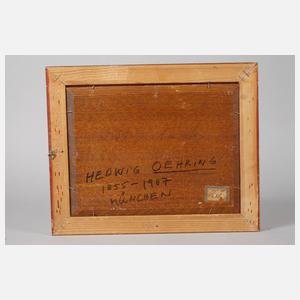 HEDWIG OEHRING
1855-1907
MÜNCHEN